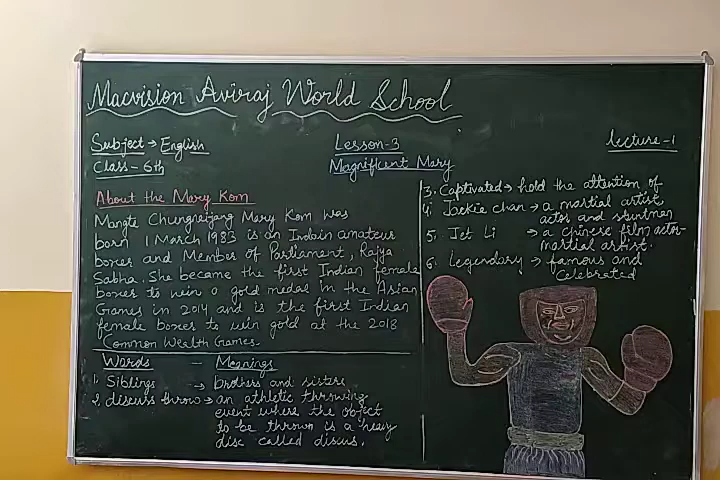 Macvision Aviraj World School
Subject → English
Class - 6th
Lesson-3
Magnificent Mary
Lecture-1
About the Mary Kom
Mangte Chungneijang Mary Kom was
born 1 March 1983 is an Indain amateur
boxer and Member of Parliament, Rajya
Sabha. She became the first Indian female
boxer to win a gold medal in the Asian
Games in 2014 and is the first Indian
female boxer to win gold at the 2018
Common Wealth Games.
Words - Meanings
1. Siblings → brothers and sisters
2. discuss throw → an athletic throwing
event where the object
to be thrown is a heavy
disc called discus.
3. Captivated → hold the attention of
4. Jackie chan → a martial artist,
actor and stuntman
5. Jet Li → a chinese film actor-
martial artist.
6. Legendary → famous and
celebrated